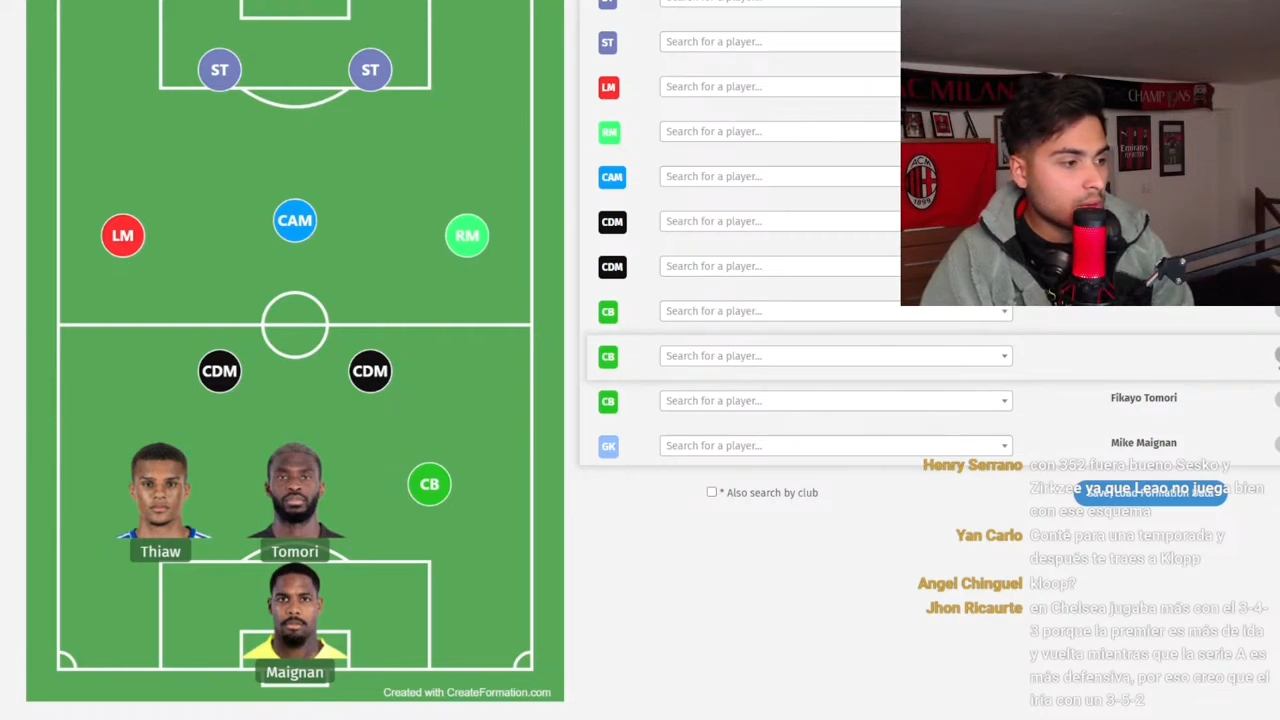 ST
ST
LM
CAM
RM
CDM
CDM
CB
Thiaw
Tomori
Maignan
Created with CreateFormation.com
ST
Search for a player...
LM
Search for a player...
RM
Search for a player...
CAM
Search for a player...
CDM
Search for a player...
CDM
Search for a player...
CB
Search for a player...
CB
Search for a player...
CB
Search for a player...
Fikayo Tomori
GK
Search for a player...
Mike Maignan
* Also search by club
CHAMPIONS
ACM
1899
Emirates
Henry Serrano con 352 fuera bueno Sesko y
Zirkzee ya que Leao no juega bien
con ese esquema
Yan Carlo Conté para una temporada y
después te traes a Klopp
Angel Chinguel kloop?
Jhon Ricaurte en Chelsea jugaba más con el 3-4-
3 porque la premier es más de ida
y vuelta mientras que la serie A es
más defensiva, por eso creo que el
iría con un 3-5-2